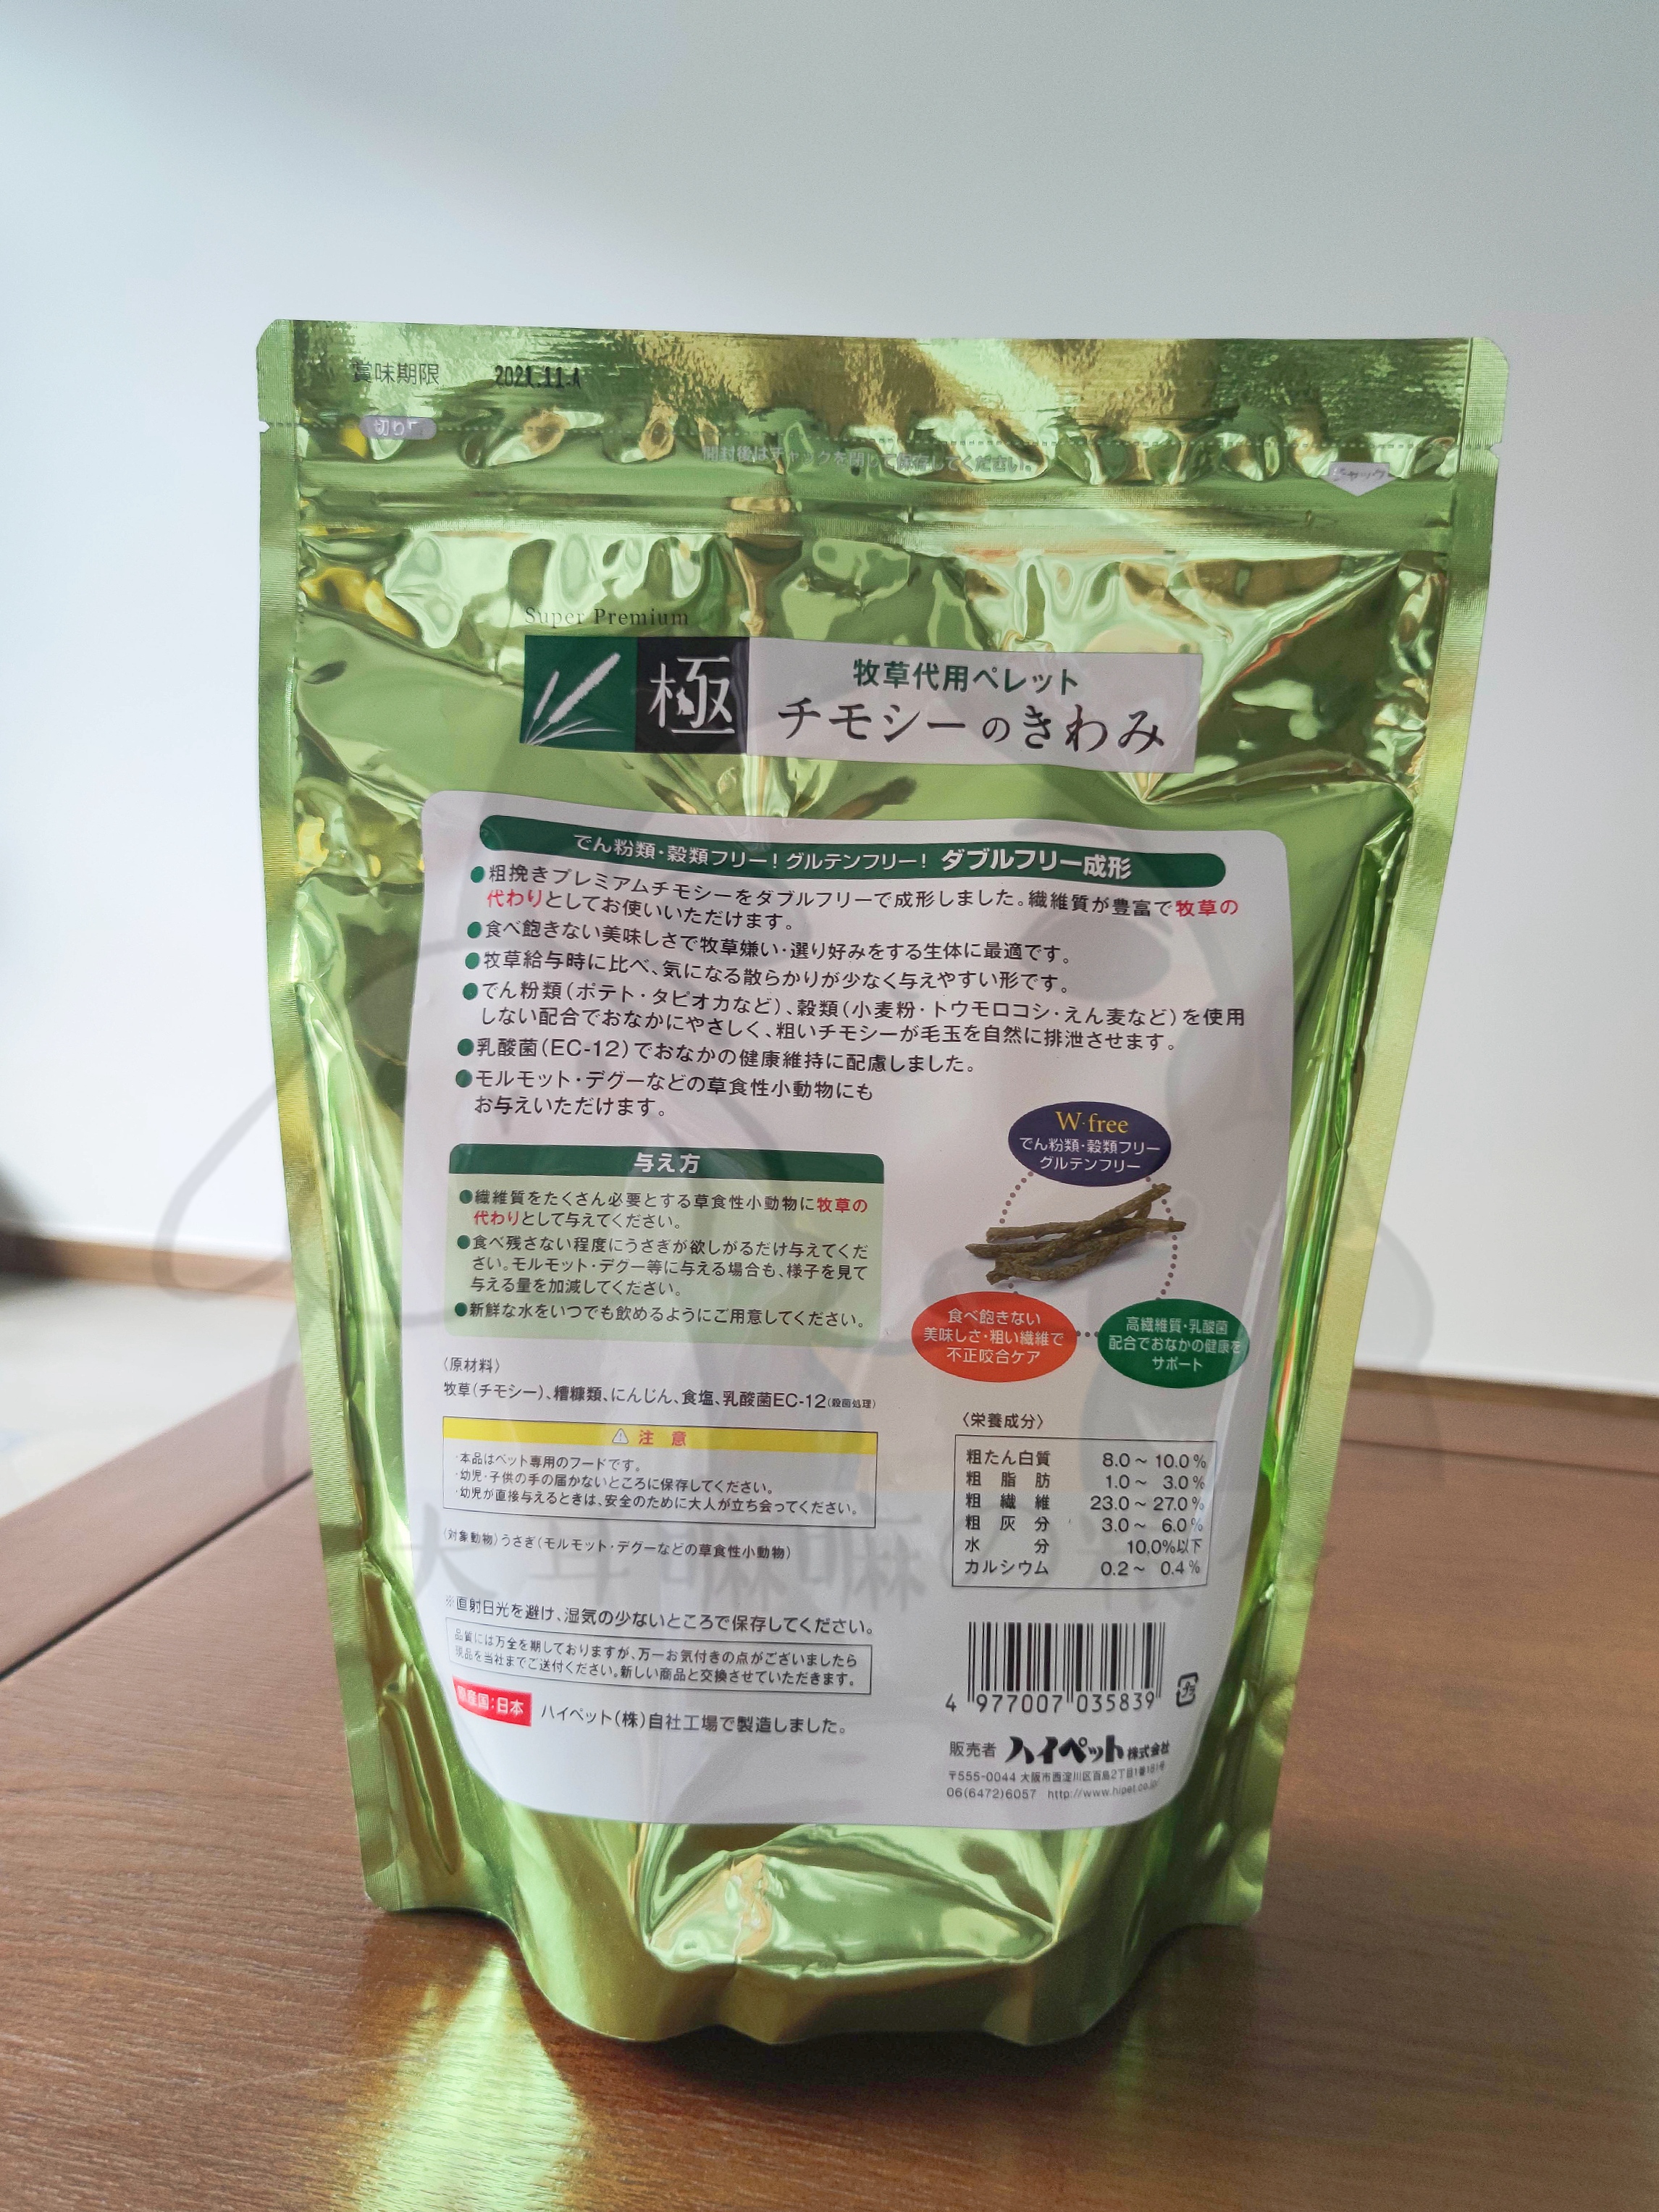 賞味期限 2021.11.
切り口
開封後はチャックを閉じて保存してください。
チャック
Super Premium
極
牧草代用ペレット
チモシーのきわみ
でん粉類・穀類フリー！グルテンフリー！ダブルフリー成形
●粗挽きプレミアムチモシーをダブルフリーで成形しました。繊維質が豊富で牧草の
代わりとしてお使いいただけます。
●食べ飽きない美味しさで牧草嫌い・選り好みをする生体に最適です。
●牧草給与時に比べ、気になる散らかりが少なく与えやすい形です。
●でん粉類（ポテト・タピオカなど）、穀類（小麦粉・トウモロコシ・えん麦など）を使用
しない配合でおなかにやさしく、粗いチモシーが毛玉を自然に排泄させます。
●乳酸菌（EC-12）でおなかの健康維持に配慮しました。
●モルモット・デグーなどの草食性小動物にも
お与えいただけます。
W・free
でん粉類・穀類フリー
グルテンフリー
食べ飽きない
美味しさ・粗い繊維で
不正咬合ケア
高繊維質・乳酸菌
配合でおなかの健康を
サポート
与え方
●繊維質をたくさん必要とする草食性小動物に牧草の
代わりとして与えてください。
●食べ残さない程度にうさぎが欲しがるだけ与えてくだ
さい。モルモット・デグー等に与える場合も、様子を見て
与える量を加減してください。
●新鮮な水をいつでも飲めるようにご用意してください。
〈原材料〉
牧草（チモシー）、糟糠類、にんじん、食塩、乳酸菌EC-12（殺菌処理）
⚠ 注 意
・本品はペット専用のフードです。
・幼児・子供の手の届かないところに保存してください。
・幼児が直接与えるときは、安全のために大人が立ち会ってください。
〈対象動物〉うさぎ（モルモット・デグーなどの草食性小動物）
※直射日光を避け、湿気の少ないところで保存してください。
品質には万全を期しておりますが、万一お気付きの点がございましたら
現品を当社までご送付ください。新しい商品と交換させていただきます。
原産国：日本 ハイペット（株）自社工場で製造しました。
〈栄養成分〉
粗たん白質 8.0～10.0％
粗脂肪 1.0～3.0％
粗繊維 23.0～27.0％
粗灰分 3.0～6.0％
水分 10.0％以下
カルシウム 0.2～0.4％
4 977007 035839
プラ
販売者 ハイペット株式会社
〒555-0044 大阪市西淀川区百島2丁目1番181号
06(6472)6057 http://www.hipet.co.jp/
大耳嘛嘛の